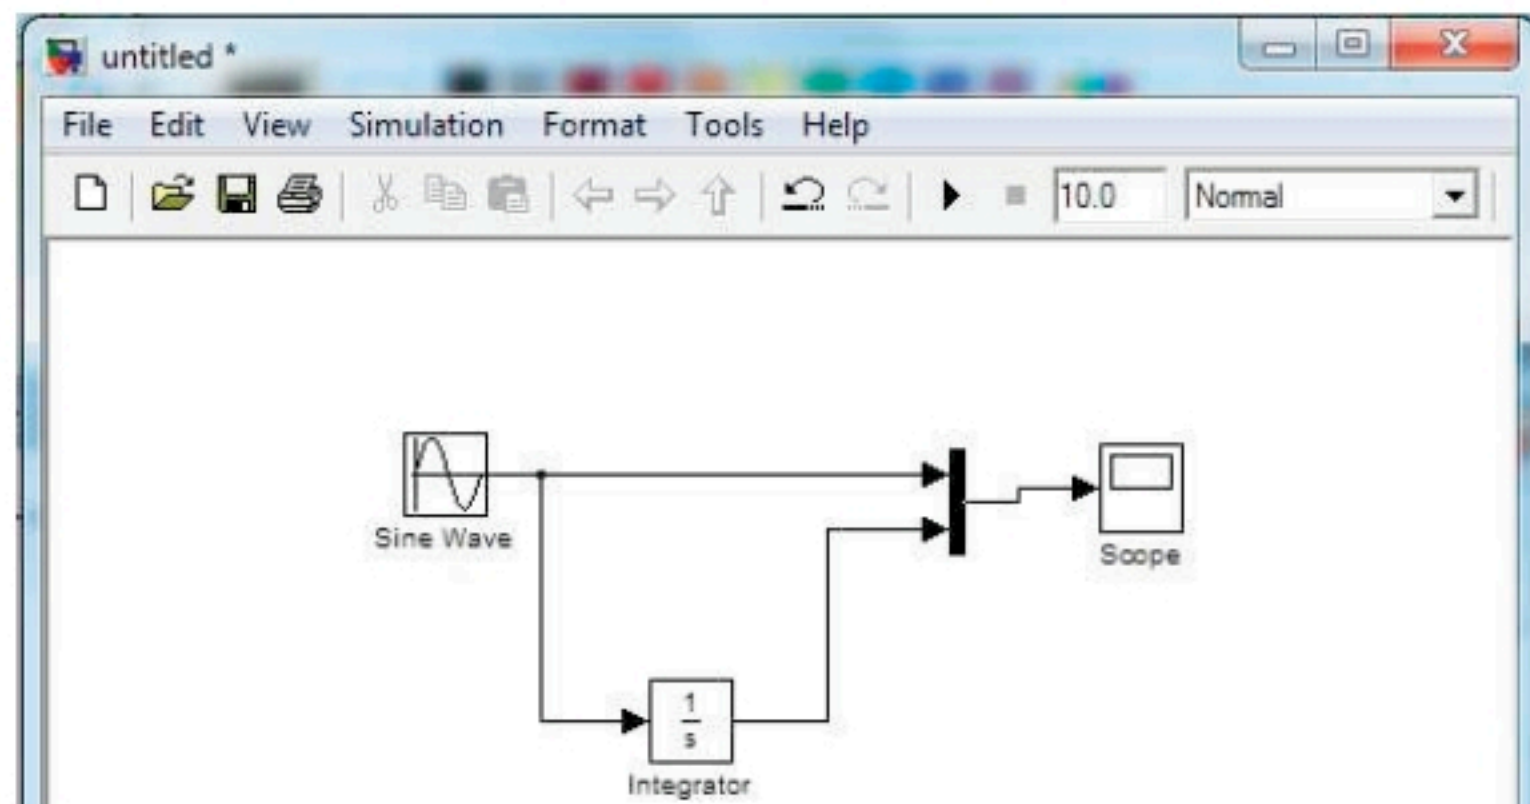 untitled *
File Edit View Simulation Format Tools Help
10.0 Normal
Sine Wave
Scope
1
s
Integrator